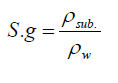 S.g = ρsub. / ρw